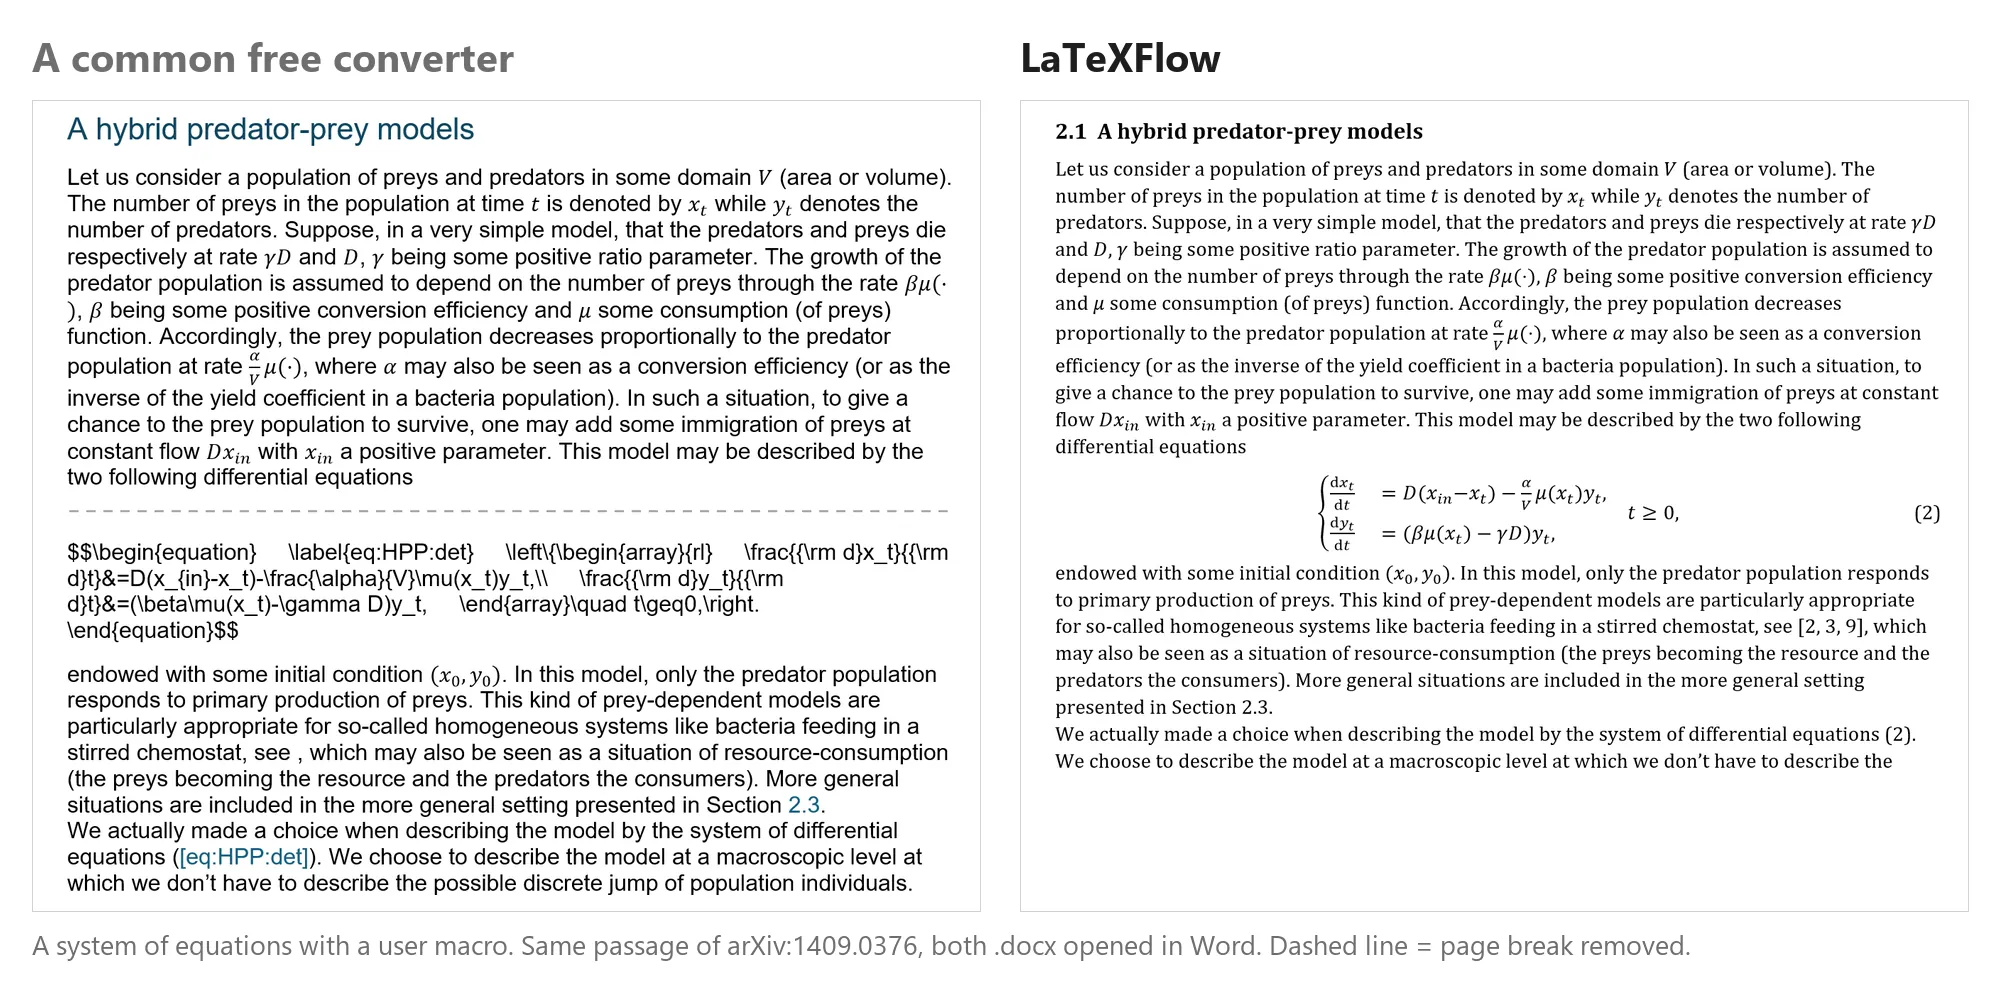 A common free converter
A hybrid predator-prey models
Let us consider a population of preys and predators in some domain V (area or volume).
The number of preys in the population at time t is denoted by xₜ while yₜ denotes the
number of predators. Suppose, in a very simple model, that the predators and preys die
respectively at rate γD and D, γ being some positive ratio parameter. The growth of the
predator population is assumed to depend on the number of preys through the rate βμ(·
), β being some positive conversion efficiency and μ some consumption (of preys)
function. Accordingly, the prey population decreases proportionally to the predator
population at rate α/V μ(·), where α may also be seen as a conversion efficiency (or as the
inverse of the yield coefficient in a bacteria population). In such a situation, to give a
chance to the prey population to survive, one may add some immigration of preys at
constant flow Dx_{in} with x_{in} a positive parameter. This model may be described by the
two following differential equations
$$\begin{equation} \label{eq:HPP:det} \left\{\begin{array}{rl} \frac{{\rm d}x_t}{{\rm
d}t}&=D(x_{in}-x_t)-\frac{\alpha}{V}\mu(x_t)y_t,\\ \frac{{\rm d}y_t}{{\rm
d}t}&=(\beta\mu(x_t)-\gamma D)y_t, \end{array}\quad t\geq0,\right.
\end{equation}$$
endowed with some initial condition (x₀, y₀). In this model, only the predator population
responds to primary production of preys. This kind of prey-dependent models are
particularly appropriate for so-called homogeneous systems like bacteria feeding in a
stirred chemostat, see , which may also be seen as a situation of resource-consumption
(the preys becoming the resource and the predators the consumers). More general
situations are included in the more general setting presented in Section 2.3.
We actually made a choice when describing the model by the system of differential
equations ([eq:HPP:det]). We choose to describe the model at a macroscopic level at
which we don’t have to describe the possible discrete jump of population individuals.
LaTeXFlow
2.1 A hybrid predator-prey models
Let us consider a population of preys and predators in some domain V (area or volume). The
number of preys in the population at time t is denoted by xₜ while yₜ denotes the number of
predators. Suppose, in a very simple model, that the predators and preys die respectively at rate γD
and D, γ being some positive ratio parameter. The growth of the predator population is assumed to
depend on the number of preys through the rate βμ(·), β being some positive conversion efficiency
and μ some consumption (of preys) function. Accordingly, the prey population decreases
proportionally to the predator population at rate α/V μ(·), where α may also be seen as a conversion
efficiency (or as the inverse of the yield coefficient in a bacteria population). In such a situation, to
give a chance to the prey population to survive, one may add some immigration of preys at constant
flow Dx_{in} with x_{in} a positive parameter. This model may be described by the two following
differential equations
{ dxₜ/dt = D(x_{in}−xₜ) − α/V μ(xₜ)yₜ,
dyₜ/dt = (βμ(xₜ) − γD)yₜ,
t ≥ 0, (2)
endowed with some initial condition (x₀, y₀). In this model, only the predator population responds
to primary production of preys. This kind of prey-dependent models are particularly appropriate
for so-called homogeneous systems like bacteria feeding in a stirred chemostat, see [2, 3, 9], which
may also be seen as a situation of resource-consumption (the preys becoming the resource and the
predators the consumers). More general situations are included in the more general setting
presented in Section 2.3.
We actually made a choice when describing the model by the system of differential equations (2).
We choose to describe the model at a macroscopic level at which we don’t have to describe the
A system of equations with a user macro. Same passage of arXiv:1409.0376, both .docx opened in Word. Dashed line = page break removed.